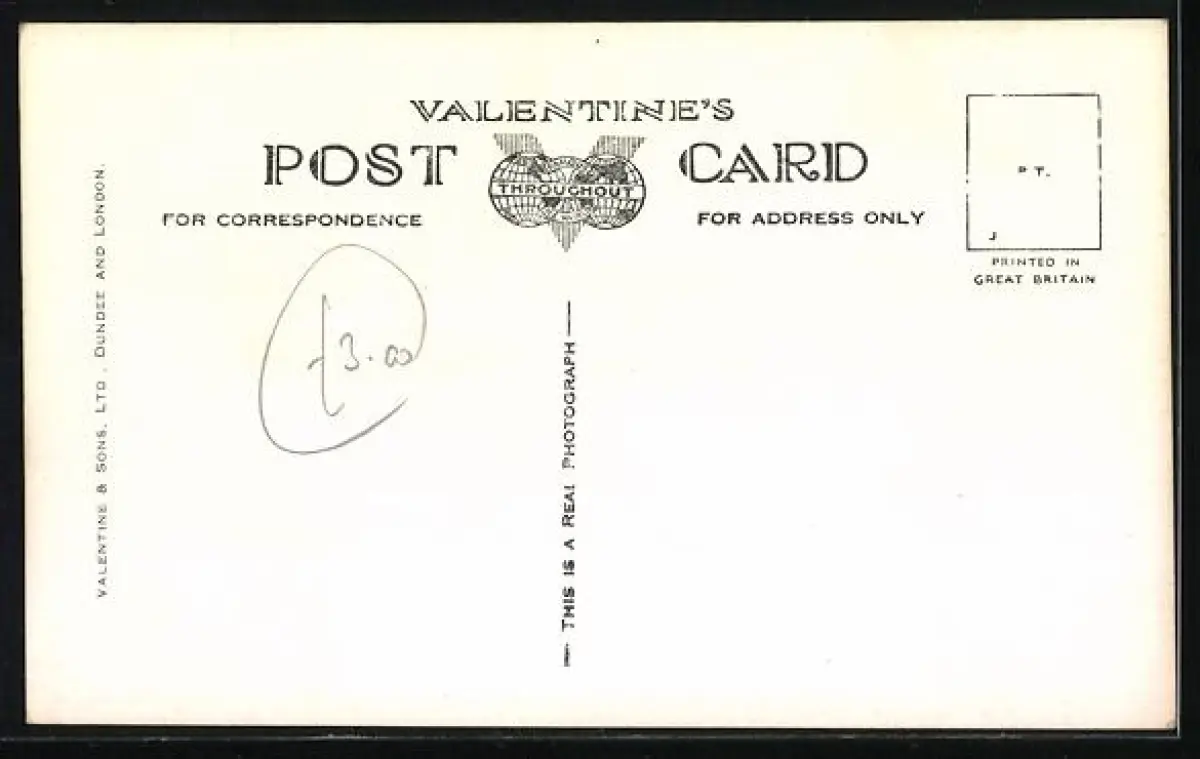 VALENTINE'S
POST CARD
THROUGHOUT
FOR CORRESPONDENCE
FOR ADDRESS ONLY
P T.
J
PRINTED IN
GREAT BRITAIN
£3.00
THIS IS A REAL PHOTOGRAPH
VALENTINE & SONS, LTD., DUNDEE AND LONDON.